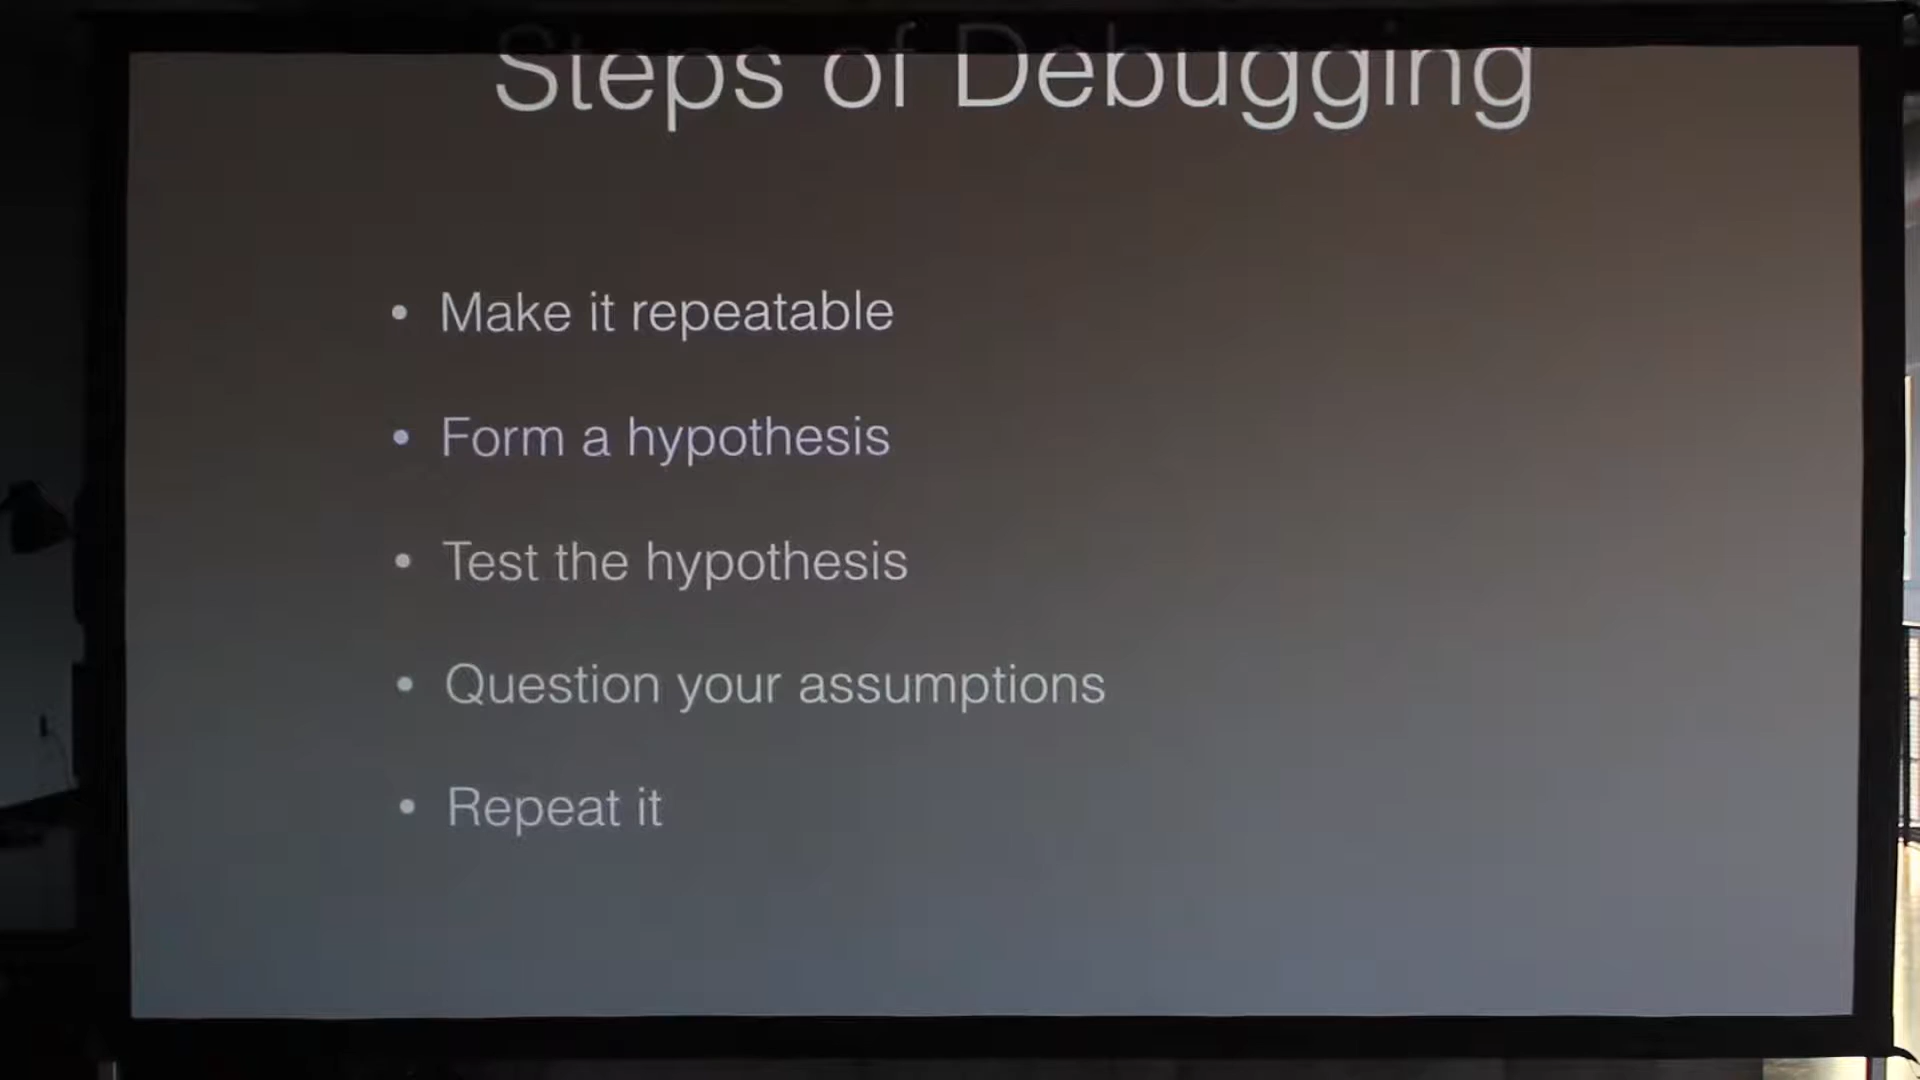 Steps of Debugging
• Make it repeatable
• Form a hypothesis
• Test the hypothesis
• Question your assumptions
• Repeat it